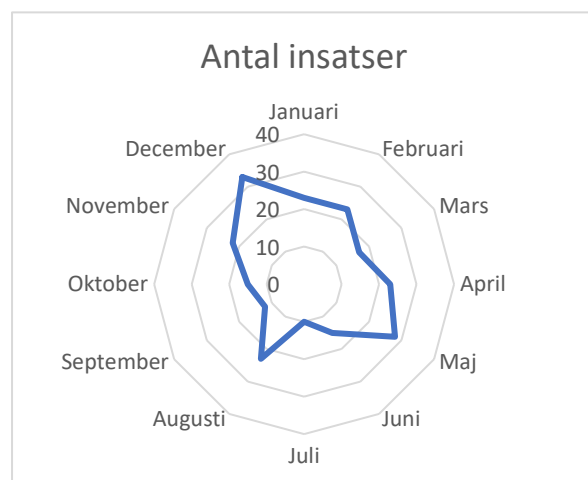 Antal insatser
Januari
Februari
Mars
April
Maj
Juni
Juli
Augusti
September
Oktober
November
December
40
30
20
10
0